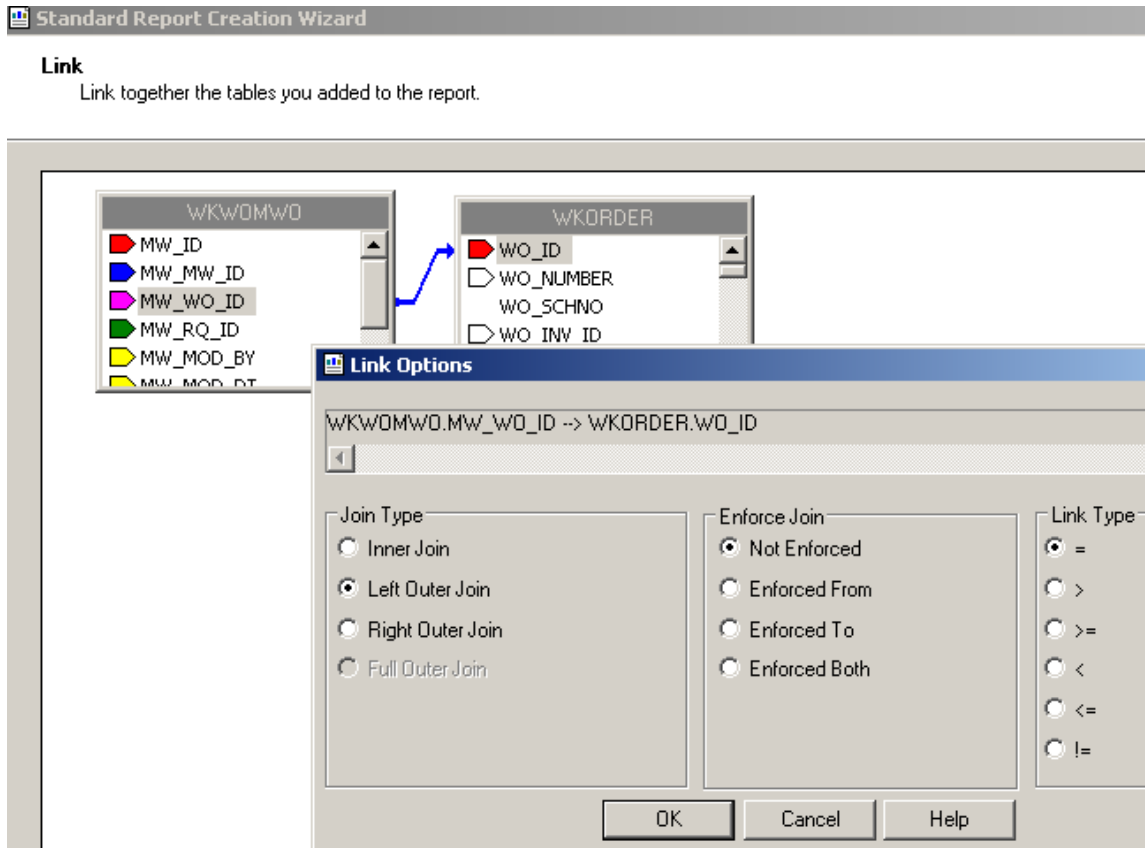 Standard Report Creation Wizard
Link
Link together the tables you added to the report.
WKWOMWO
MW_ID
MW_MW_ID
MW_WO_ID
MW_RQ_ID
MW_MOD_BY
MW_MOD_DT
WKORDER
WO_ID
WO_NUMBER
WO_SCHNO
WO_INV_ID
Link Options
WKWOMWO.MW_WO_ID --> WKORDER.WO_ID
Join Type
Inner Join
Left Outer Join
Right Outer Join
Full Outer Join
Enforce Join
Not Enforced
Enforced From
Enforced To
Enforced Both
Link Type
=
>
>=
<
<=
!=
OK Cancel Help